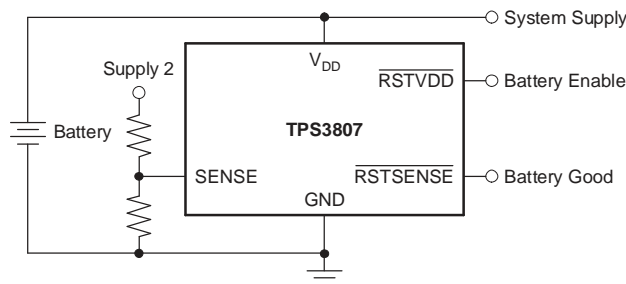 System Supply
V_DD
Supply 2
RSTVDD
Battery Enable
Battery
TPS3807
SENSE
RSTSENSE
Battery Good
GND